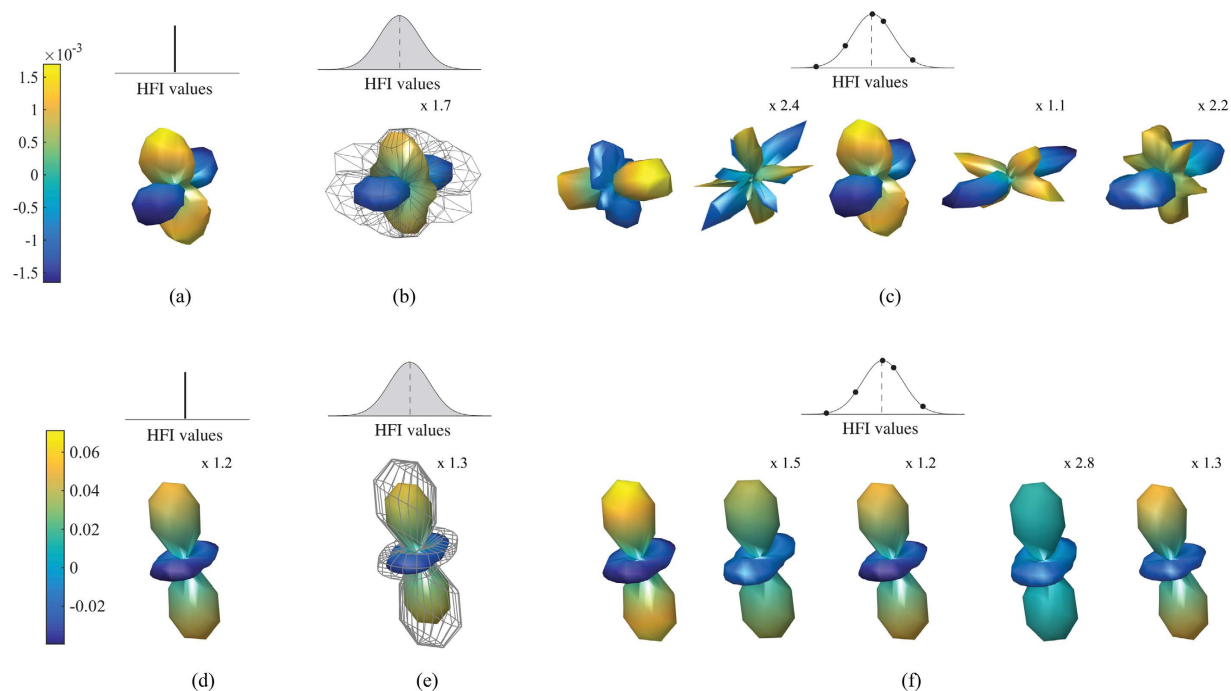 ×10⁻³
1.5
1
0.5
0
-0.5
-1
-1.5
HFI values
HFI values
HFI values
x 1.7
x 2.4
x 1.1
x 2.2
(a)
(b)
(c)
HFI values
HFI values
HFI values
0.06
0.04
0.02
0
-0.02
x 1.2
x 1.3
x 1.5
x 1.2
x 2.8
x 1.3
(d)
(e)
(f)